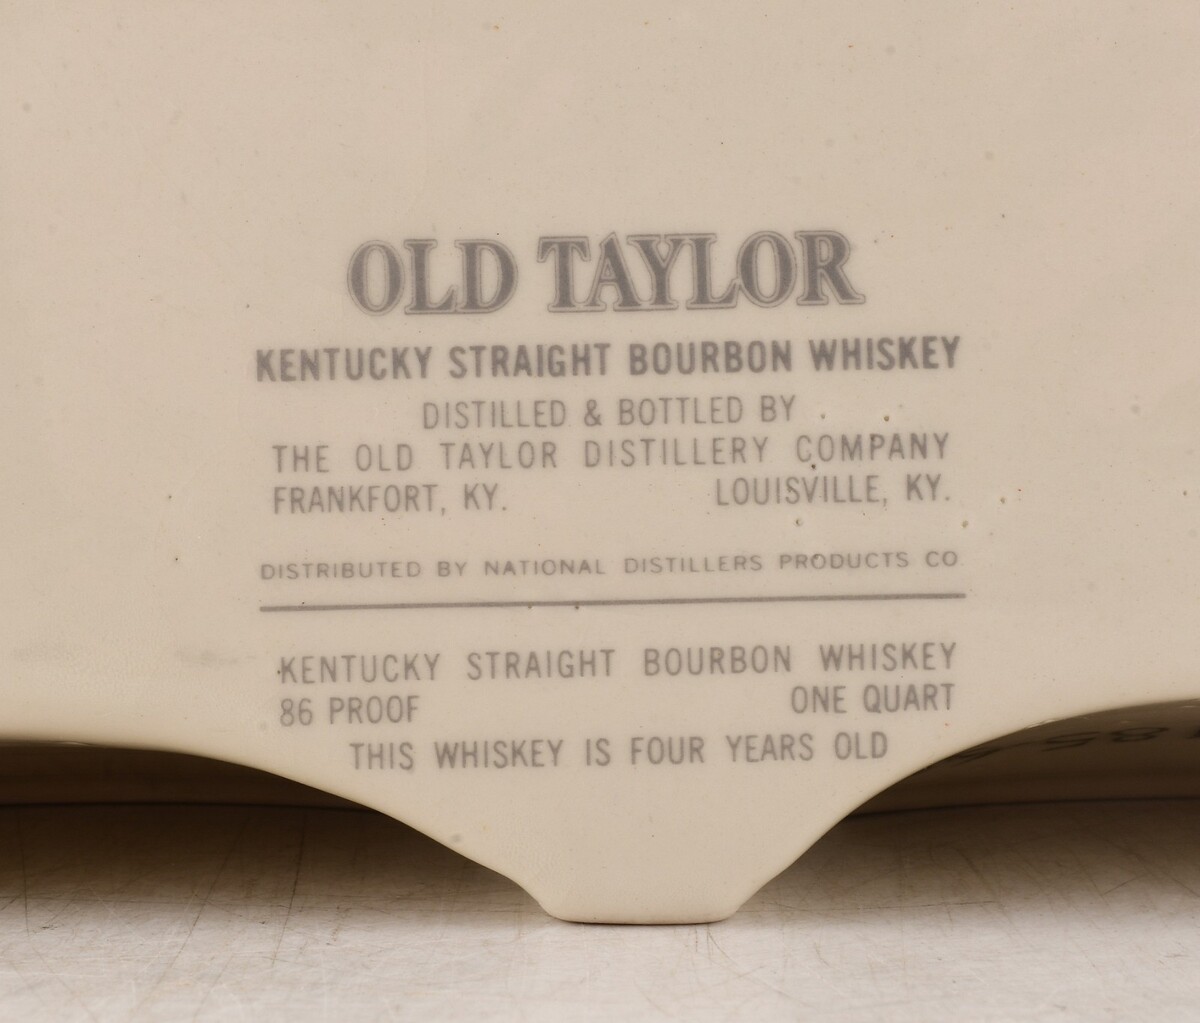 OLD TAYLOR
KENTUCKY STRAIGHT BOURBON WHISKEY
DISTILLED & BOTTLED BY
THE OLD TAYLOR DISTILLERY COMPANY
FRANKFORT, KY. LOUISVILLE, KY.
DISTRIBUTED BY NATIONAL DISTILLERS PRODUCTS CO
KENTUCKY STRAIGHT BOURBON WHISKEY
86 PROOF ONE QUART
THIS WHISKEY IS FOUR YEARS OLD